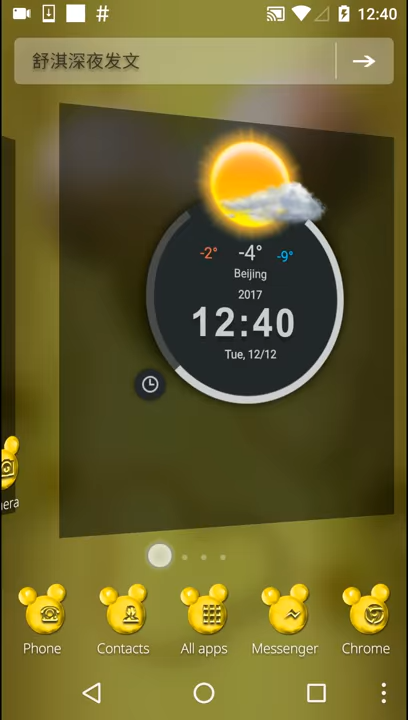 # 12:40
舒淇深夜发文
-2° -4° -9°
Beijing
2017
12:40
Tue, 12/12
era
Phone Contacts All apps Messenger Chrome